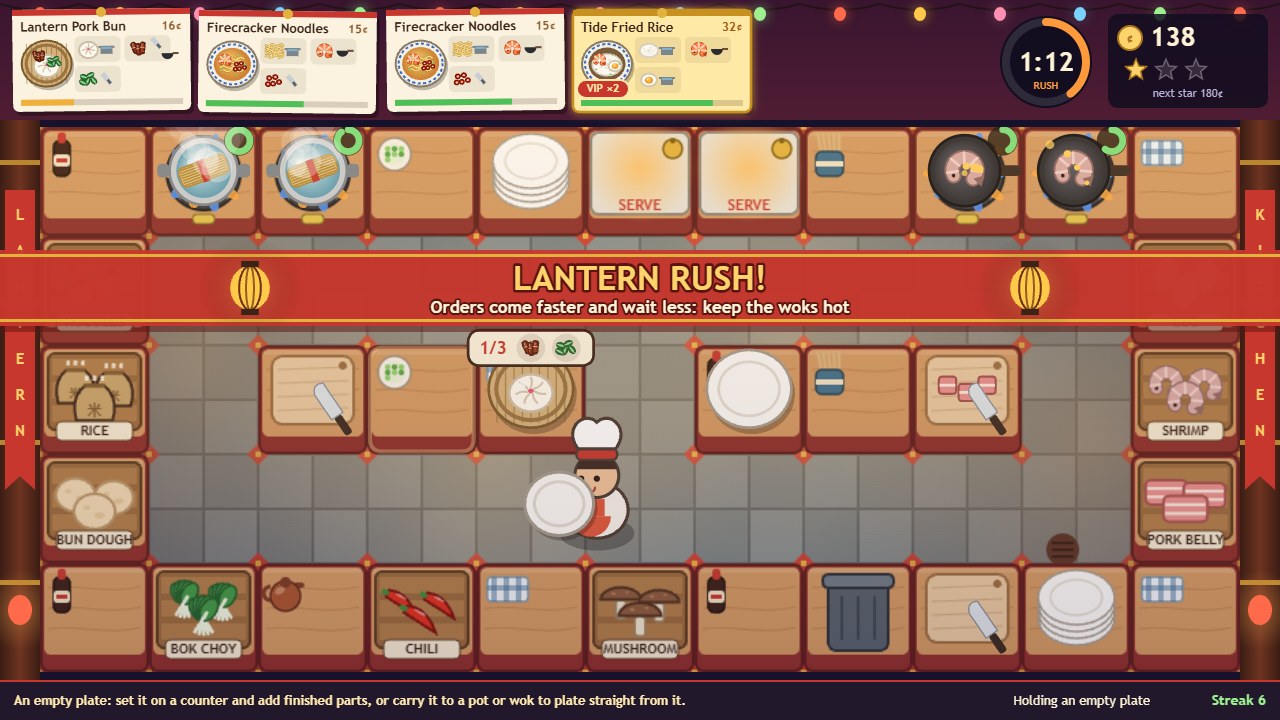 Lantern Pork Bun 16¢
Firecracker Noodles 15¢
Firecracker Noodles 15¢
Tide Fried Rice 32¢
VIP ×2
1:12
RUSH
138
next star 180¢
SERVE
SERVE
LANTERN RUSH!
Orders come faster and wait less: keep the woks hot
1/3
RICE
SHRIMP
BUN DOUGH
PORK BELLY
BOK CHOY
CHILI
MUSHROOM
L
E
R
N
K
H
E
N
An empty plate: set it on a counter and add finished parts, or carry it to a pot or wok to plate straight from it.
Holding an empty plate
Streak 6